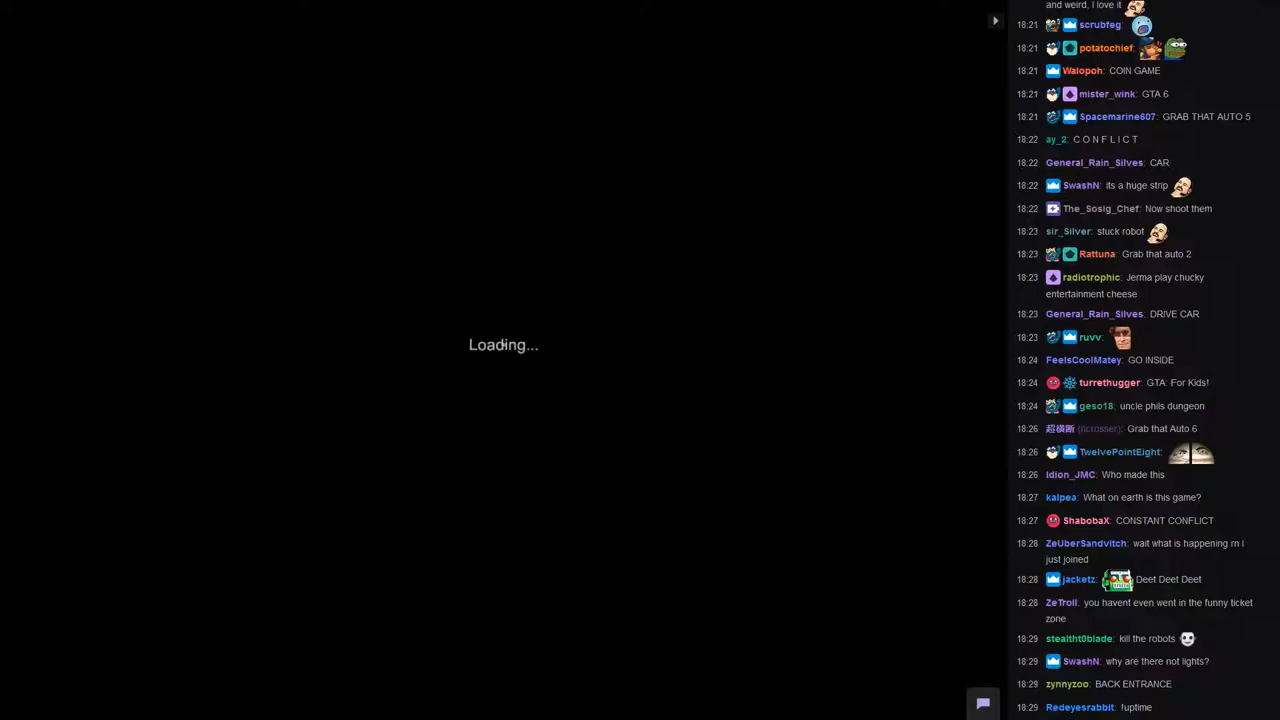 and weird, I love it
18:21 scrubfeg:
18:21 potatochief:
18:21 Walopoh: COIN GAME
18:21 mister_wink: GTA 6
18:21 Spacemarine607: GRAB THAT AUTO 5
18:22 ay_2: C O N F L I C T
18:22 General_Rain_Silves: CAR
18:22 SwashN: its a huge strip
18:22 The_Sosig_Chef: Now shoot them
18:23 sir_Silver: stuck robot
18:23 Rattuna: Grab that auto 2
18:23 radiotrophic: Jerma play chucky
entertainment cheese
18:23 General_Rain_Silves: DRIVE CAR
18:23 ruvv:
Loading...
18:24 FeelsCoolMatey: GO INSIDE
18:24 turrethugger: GTA: For Kids!
18:24 geso18: uncle phils dungeon
18:26 超横断 (itcrosser): Grab that Auto 6
18:26 TwelvePointEight:
18:26 Idion_JMC: Who made this
18:27 kalpea: What on earth is this game?
18:27 ShabobaX: CONSTANT CONFLICT
18:28 ZeUberSandvitch: wait what is happening rn i
just joined
18:28 jacketz: Deet Deet Deet
18:28 ZeTroll: you havent even went in the funny ticket
zone
18:29 stealtht0blade: kill the robots
18:29 SwashN: why are there not lights?
18:29 zynnyzoo: BACK ENTRANCE
18:29 Redeyesrabbit: !uptime